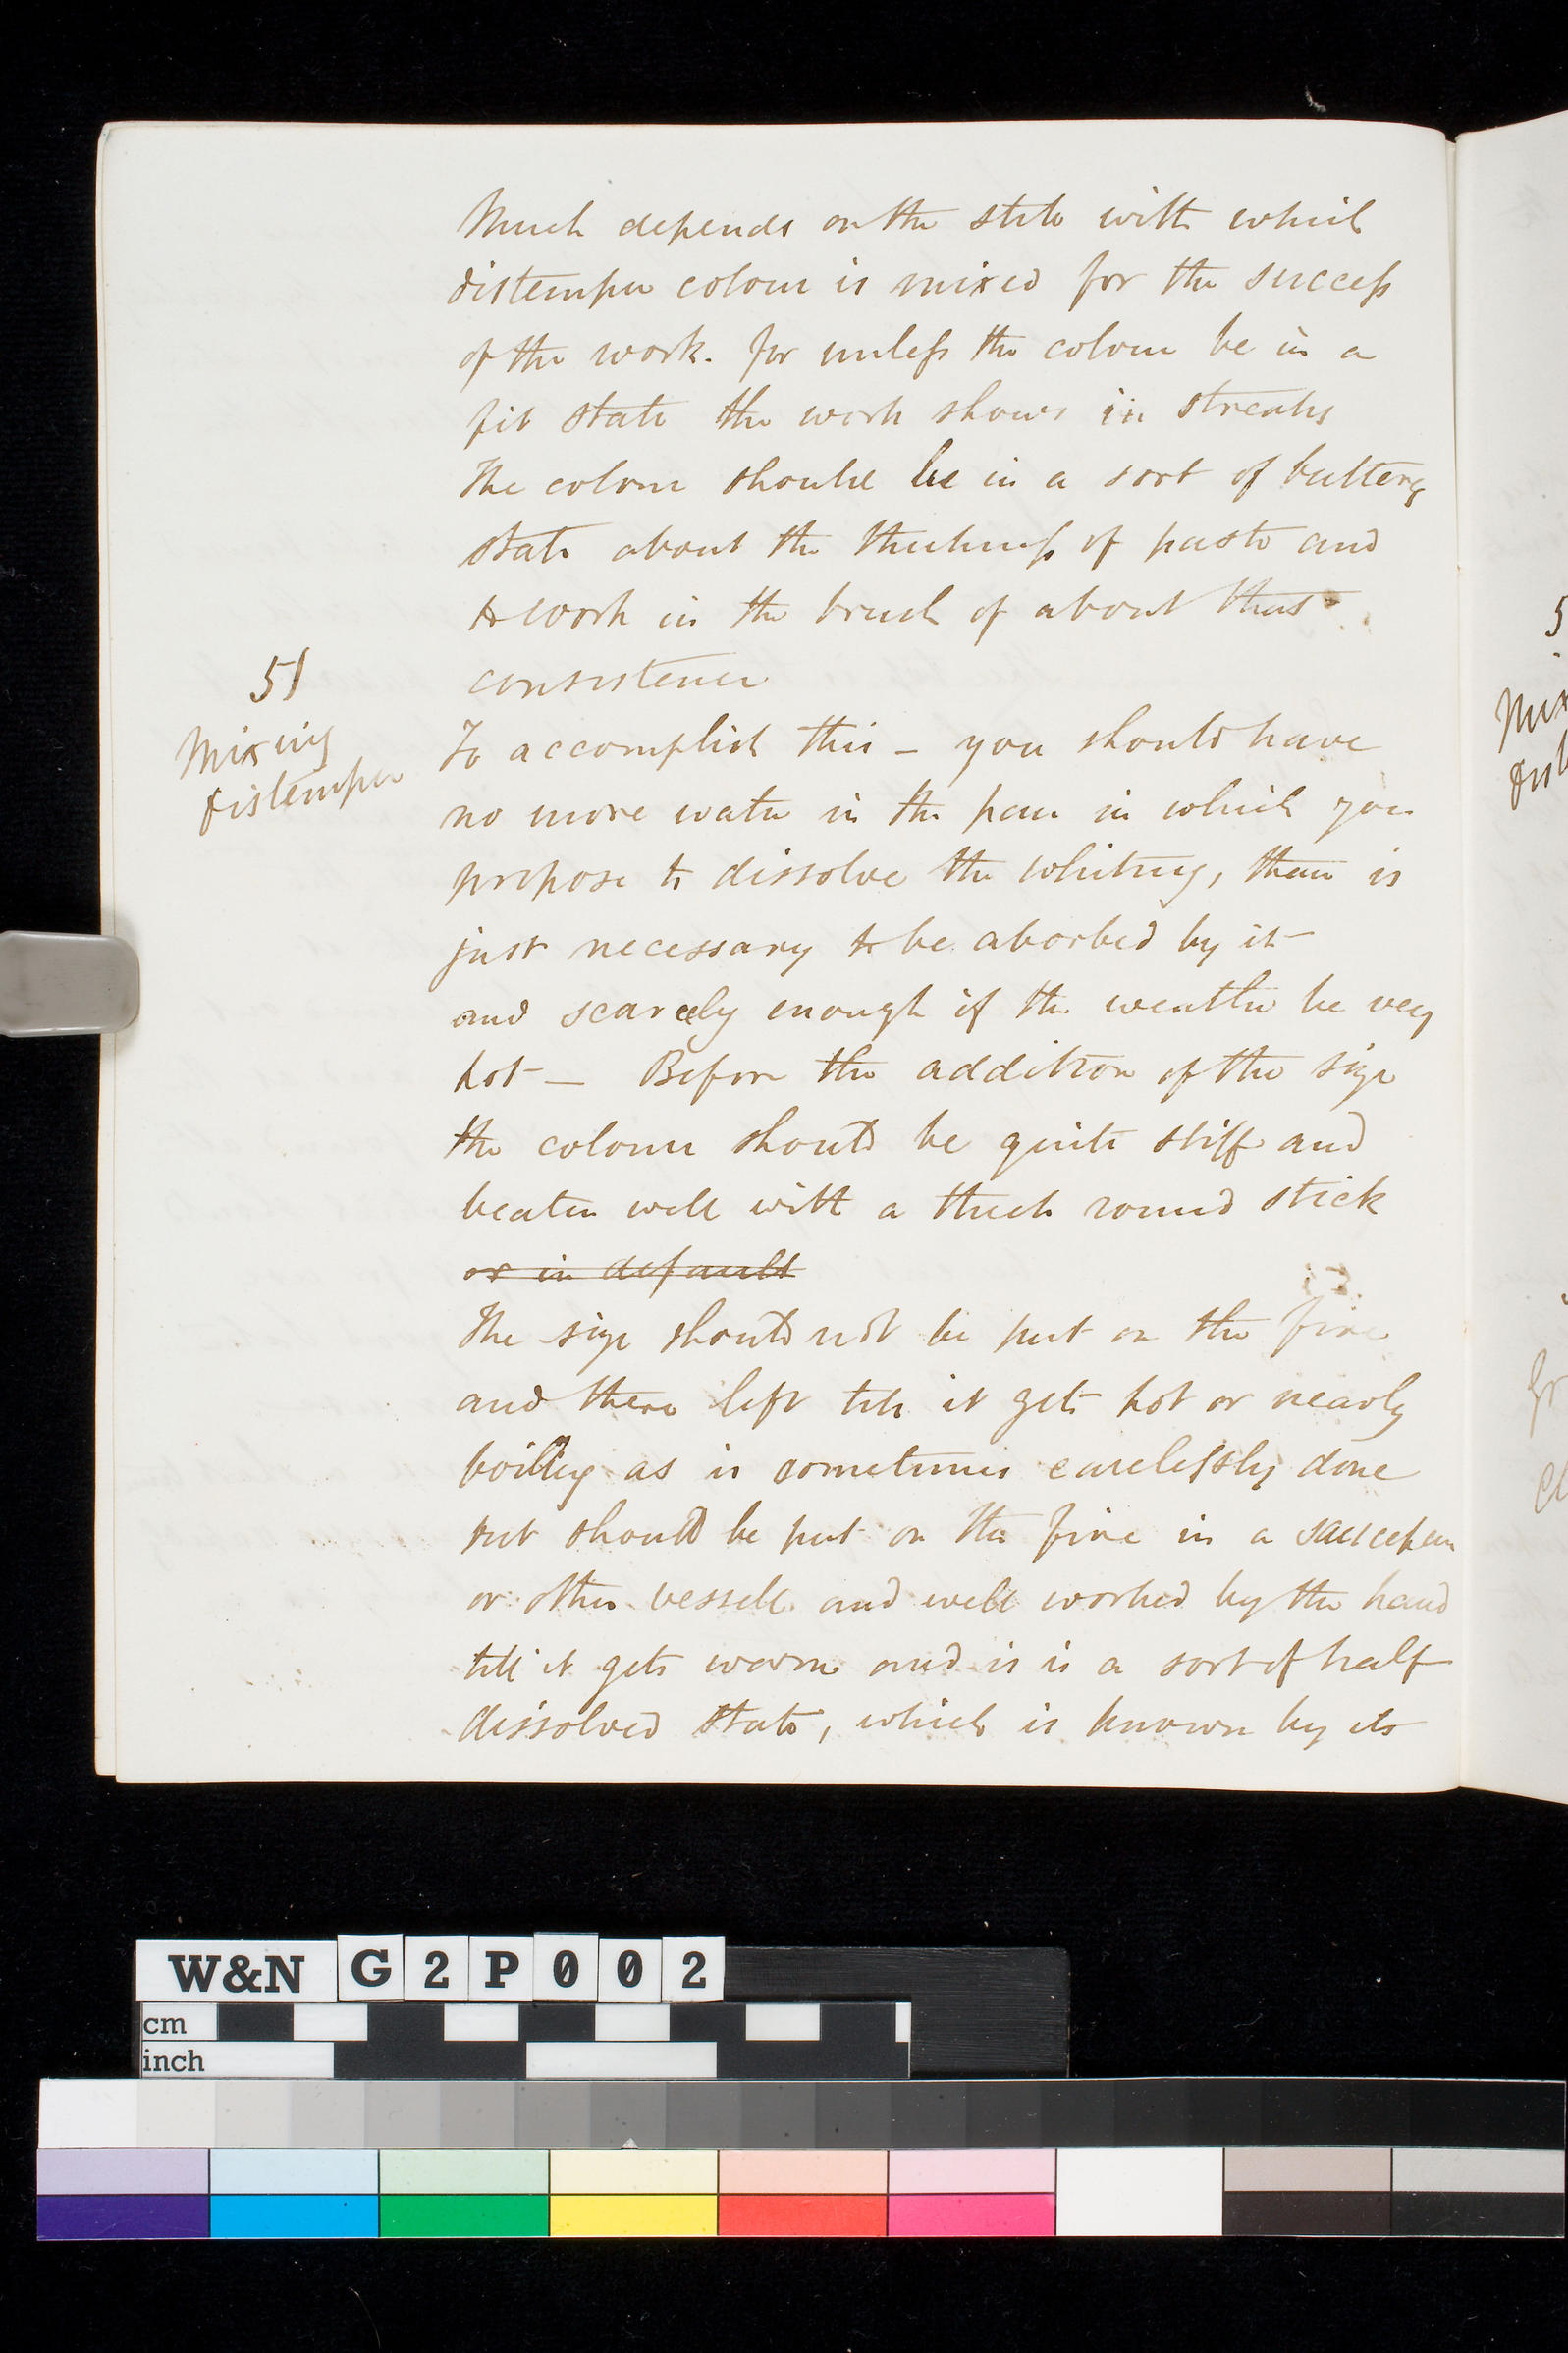 Much depends on the state with which
distemper colour is mixed for the success
of the work. for unless the colour be in a
fit state the work shows in streaks
The colour should be in a sort of buttery
state about the thickness of paste and
to work in the brush of about that
consistence
51
Mixing
distemper
To accomplish this — you should have
no more water in the pan in which you
propose to dissolve the whiting, than is
just necessary to be aborbed by it
and scarcely enough if the weather be very
hot — Before the addition of the size
the colour should be quite stiff and
beaten well with a thick round stick
or in default
The size should not be put on the fire
and there left till it gets hot or nearly
boiling as is sometimes carelessly done
but should be put on the fire in a saucepan
or other vessell and well worked by the hand
till it gets warm and is is a sort of half
dissolved state, which is known by its
5
Mix
dist
Gr
W&N G 2 P 0 0 2
cm
inch